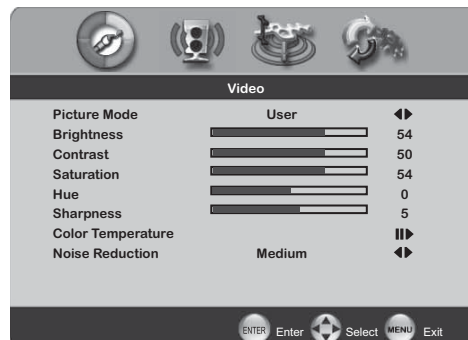 Video
Picture Mode User
Brightness 54
Contrast 50
Saturation 54
Hue 0
Sharpness 5
Color Temperature
Noise Reduction Medium
ENTER Enter Select MENU Exit